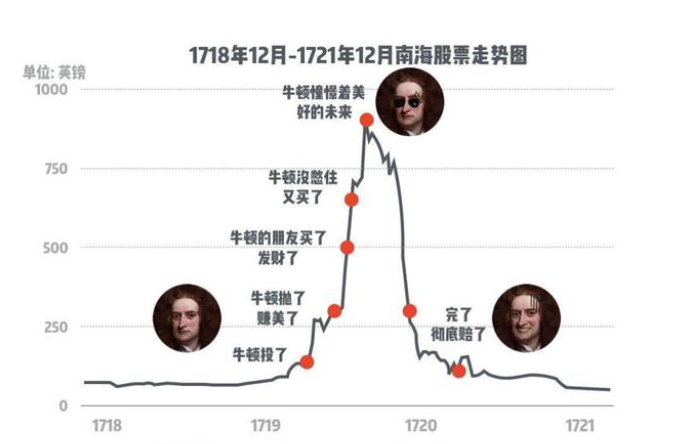 1718年12月-1721年12月南海股票走势图
单位: 英镑
1000
牛顿憧憬着美
好的未来
750
牛顿沒憋住
又买了
牛顿的朋友买了
发财了
500
牛顿抛了
赚美了
250
完了
彻底赔了
牛顿投了
0
1718
1719
1720
1721